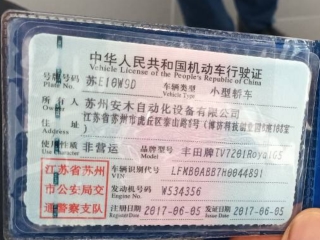 中华人民共和国机动车行驶证
Vehicle License of the People's Republic of China
号牌号码 苏E16W9D 车辆类型 小型轿车
Plate No. Vehicle Type
所有人 苏州安木自动化设备有限公司
Owner
住址 江苏省苏州市虎丘区泰山路5号
Address
使用性质 非营运 品牌型号 丰田牌TV7201Royal
Use Character Model
江苏省苏州市公安局交通警察支队
车辆识别代号 LFMB0A8B7H0044891
VIN
发动机号码 W534356
Engine No.
注册日期 2017-06-05 发证日期 2017-06-05
Register Date Issue Date